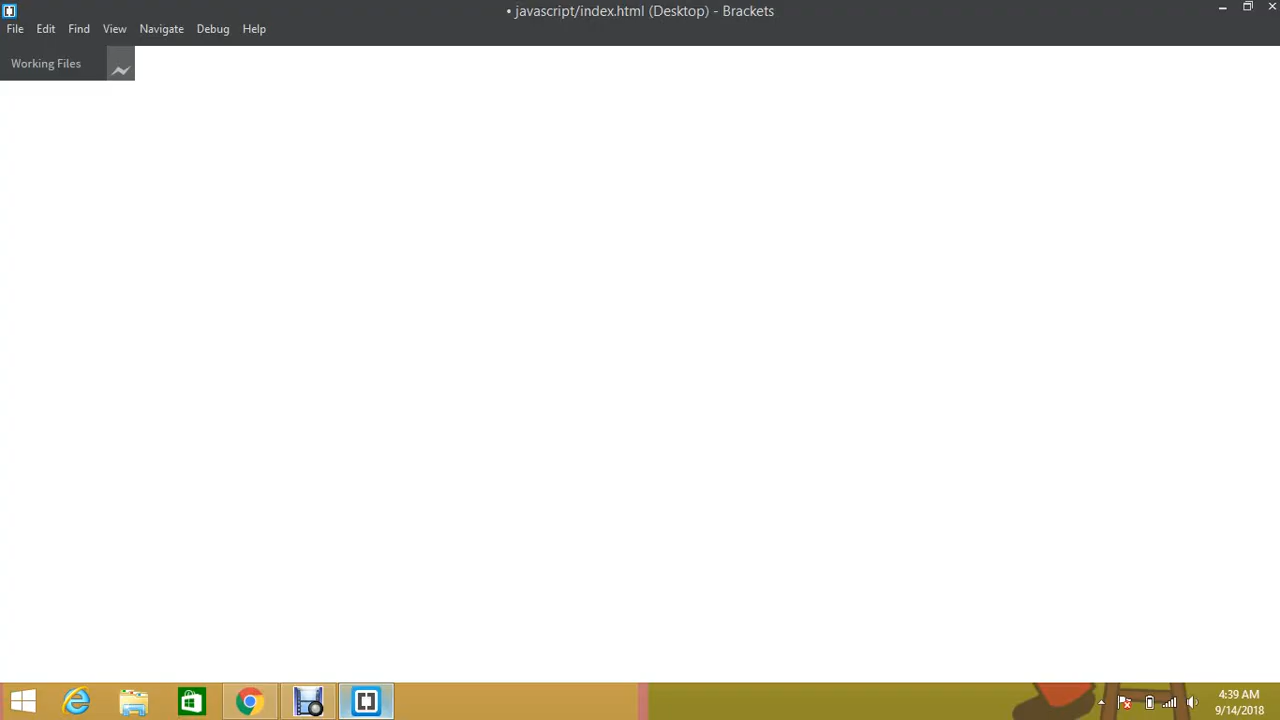 • javascript/index.html (Desktop) - Brackets
File Edit Find View Navigate Debug Help
Working Files
4:39 AM
9/14/2018